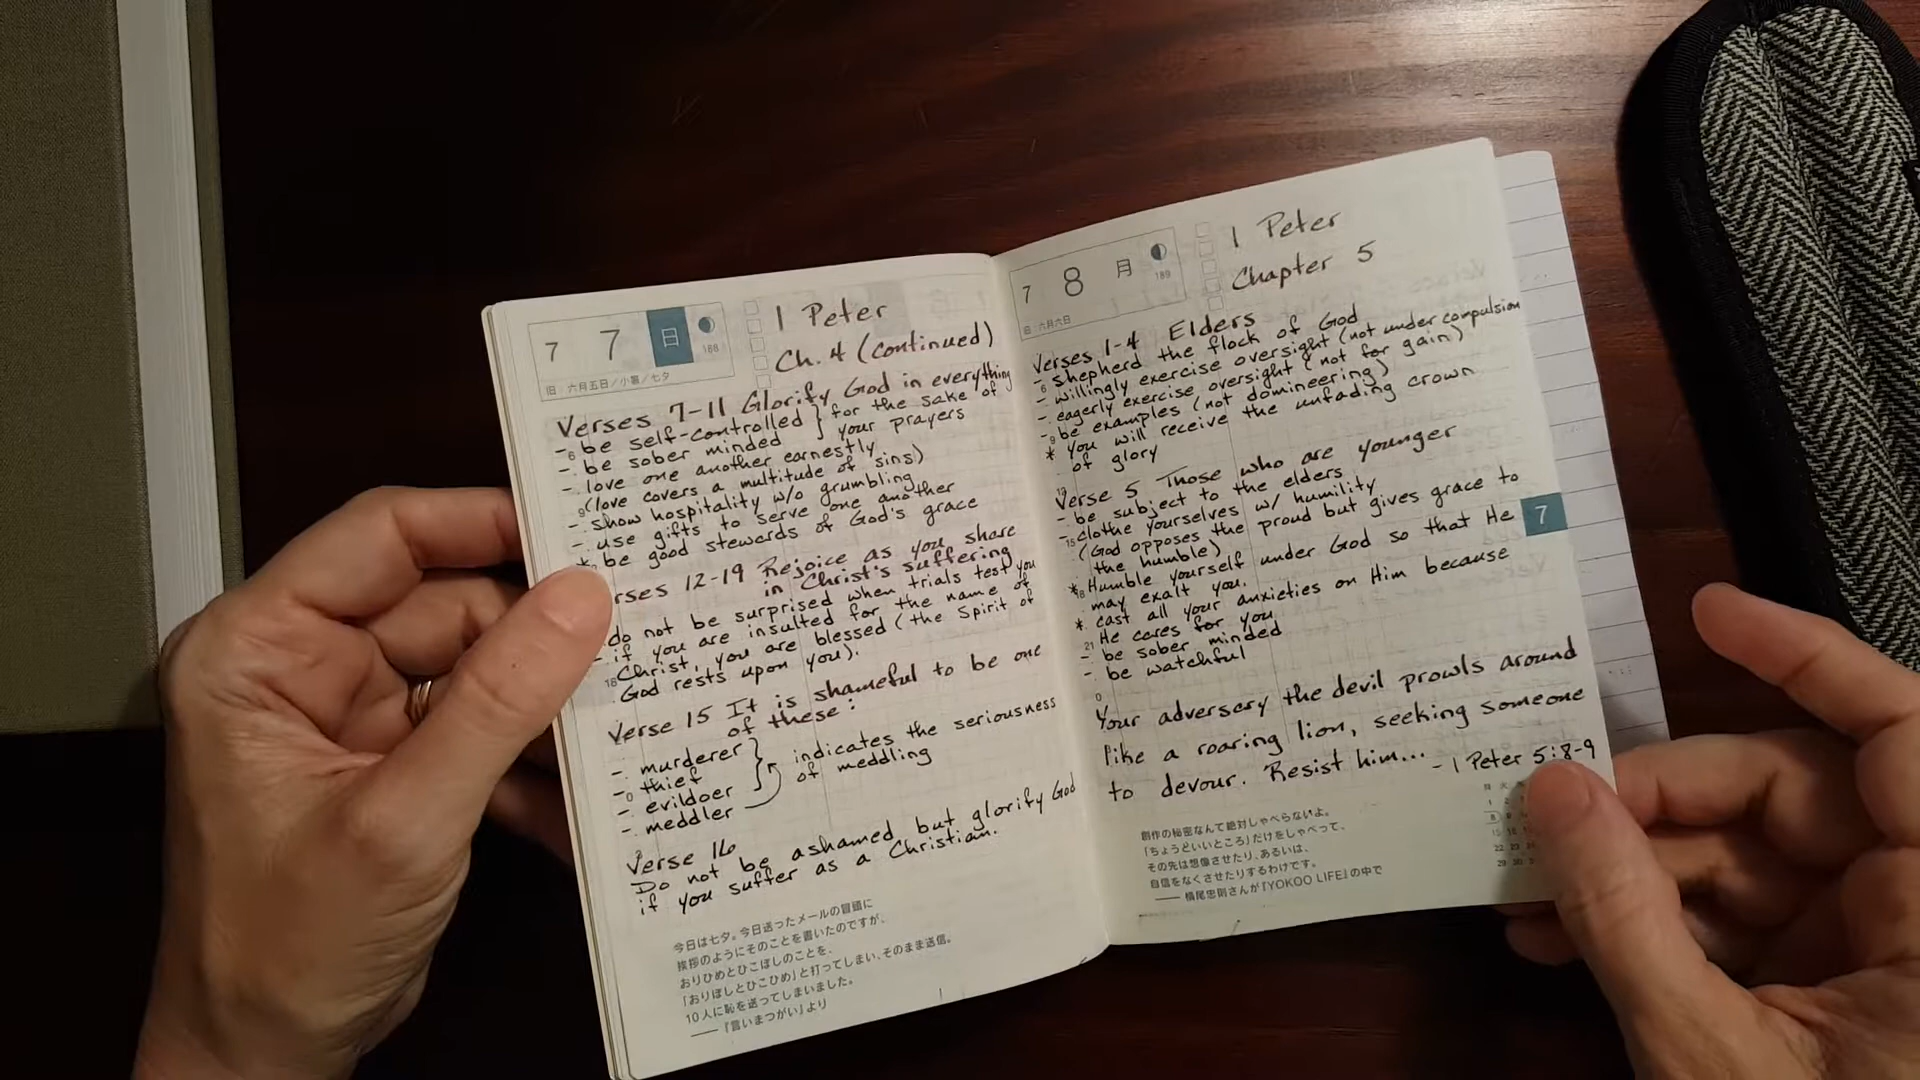 7 7 日 188
旧 六月五日/小暑/七夕
1 Peter
Ch. 4 (continued)
Verses 7-11 Glorify God in everything
- be self-controlled } for the sake of
- be sober minded } your prayers
- love one another earnestly
(love covers a multitude of sins)
- show hospitality w/o grumbling
- use gifts to serve one another
* be good stewards of God's grace
rses 12-19 Rejoice as you share
in Christ's suffering
do not be surprised when trials test you
- if you are insulted for the name of
Christ, you are blessed (the Spirit of
God rests upon you).
Verse 15 It is shameful to be one
of these:
- murderer
- thief
- evildoer
- meddler
indicates the seriousness
of meddling
Verse 16
Do not be ashamed but glorify God
if you suffer as a Christian.
今日は七夕。今日送ったメールの冒頭に
挨拶のようにそのことを書いたのですが、
おりひめとひこぼしのことを、
「おりぼしとひこひめ」と打ってしまい、そのまま送信。
10人に恥を送ってしまいました。
——『言いまつがい』より
7 8 月 189
旧 六月六日
1 Peter
Chapter 5
Verses 1-4 Elders
- shepherd the flock of God
- willingly exercise oversight (not under compulsion
- eagerly exercise oversight (not for gain)
- be examples (not domineering)
* you will receive the unfading crown
of glory
Verse 5 Those who are younger
- be subject to the elders
- clothe yourselves w/ humility
(God opposes the proud but gives grace to
the humble)
* Humble yourself under God so that He
may exalt you.
* cast all your anxieties on Him because
He cares for you
- be sober minded
- be watchful
Your adversary the devil prowls around
like a roaring lion, seeking someone
to devour. Resist him... - 1 Peter 5:8-9
創作の秘密なんて絶対しゃべらないよ。
「ちょうどいいところ」だけをしゃべって、
その先は想像させたり、あるいは、
自信をなくさせたりするわけです。
——横尾忠則さんが『YOKOO LIFE』の中で
7